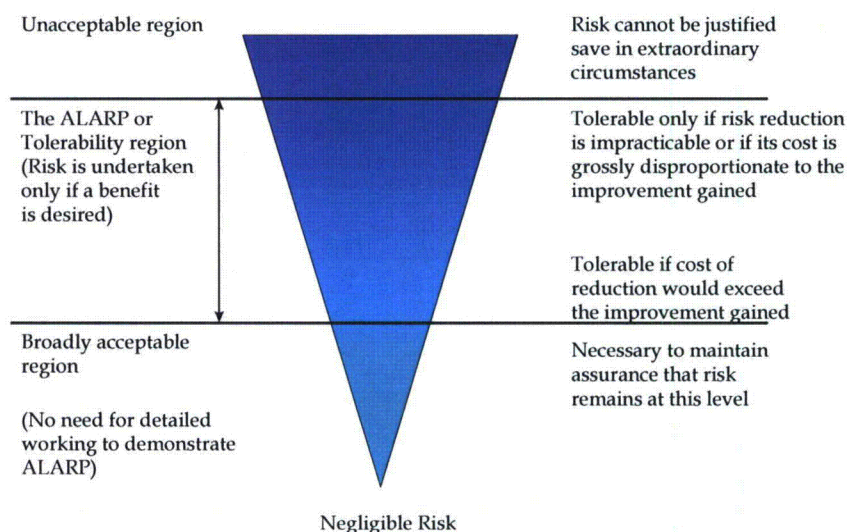 Unacceptable region
Risk cannot be justified
save in extraordinary
circumstances
The ALARP or
Tolerability region
(Risk is undertaken
only if a benefit
is desired)
Tolerable only if risk reduction
is impracticable or if its cost is
grossly disproportionate to the
improvement gained
Tolerable if cost of
reduction would exceed
the improvement gained
Broadly acceptable
region
(No need for detailed
working to demonstrate
ALARP)
Necessary to maintain
assurance that risk
remains at this level
Negligible Risk